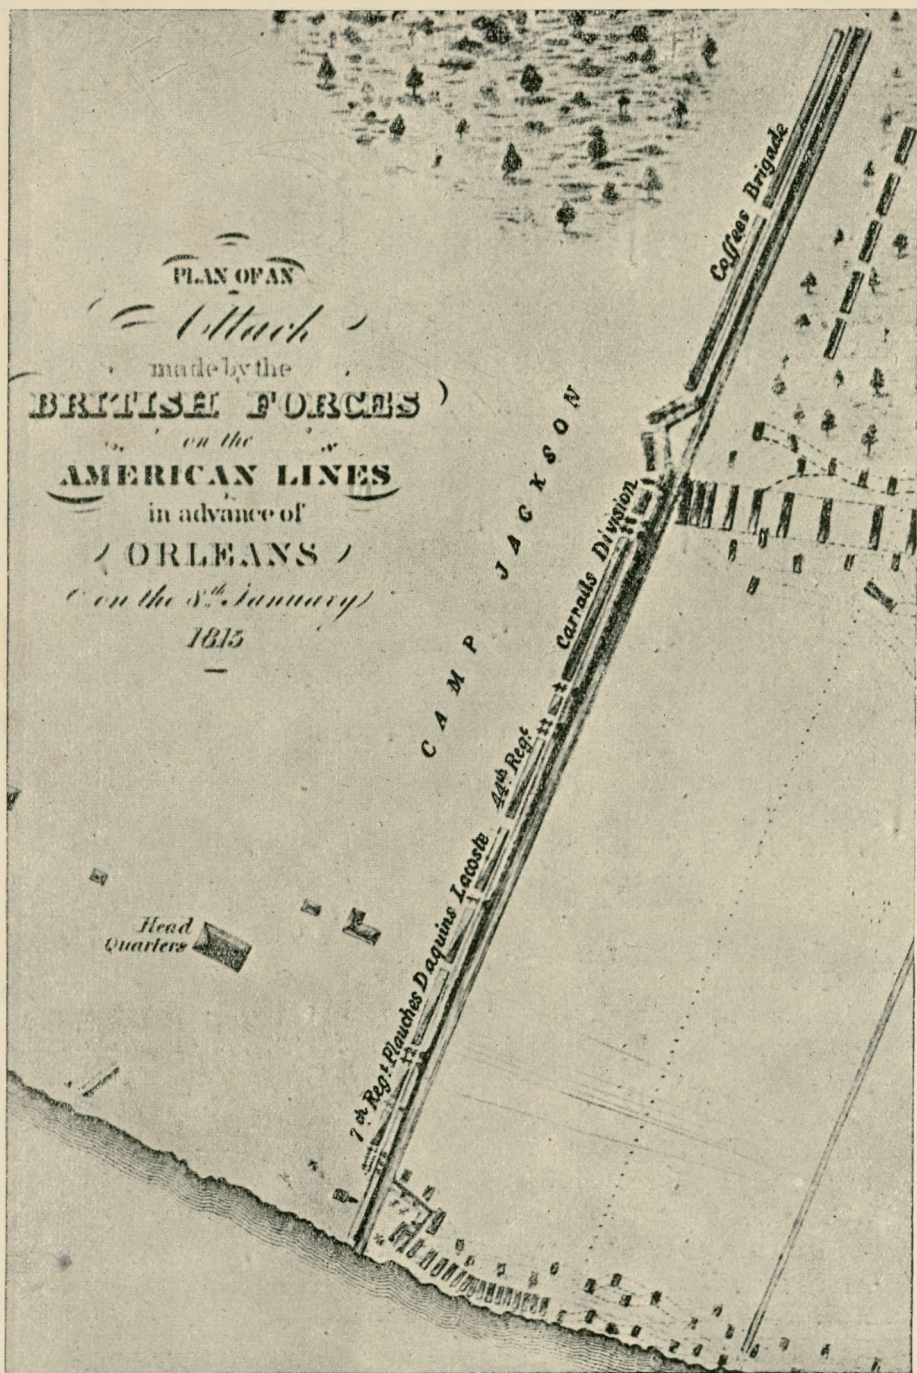 PLAN OF AN
Attack
made by the
BRITISH FORCES
on the
AMERICAN LINES
in advance of
ORLEANS
on the 8th January
1815
Coffees Brigade
CAMP JACKSON
Carralls Division
44th Regt
Lacoste
Daquins
Plauches
7th Regt
Head
Quarters